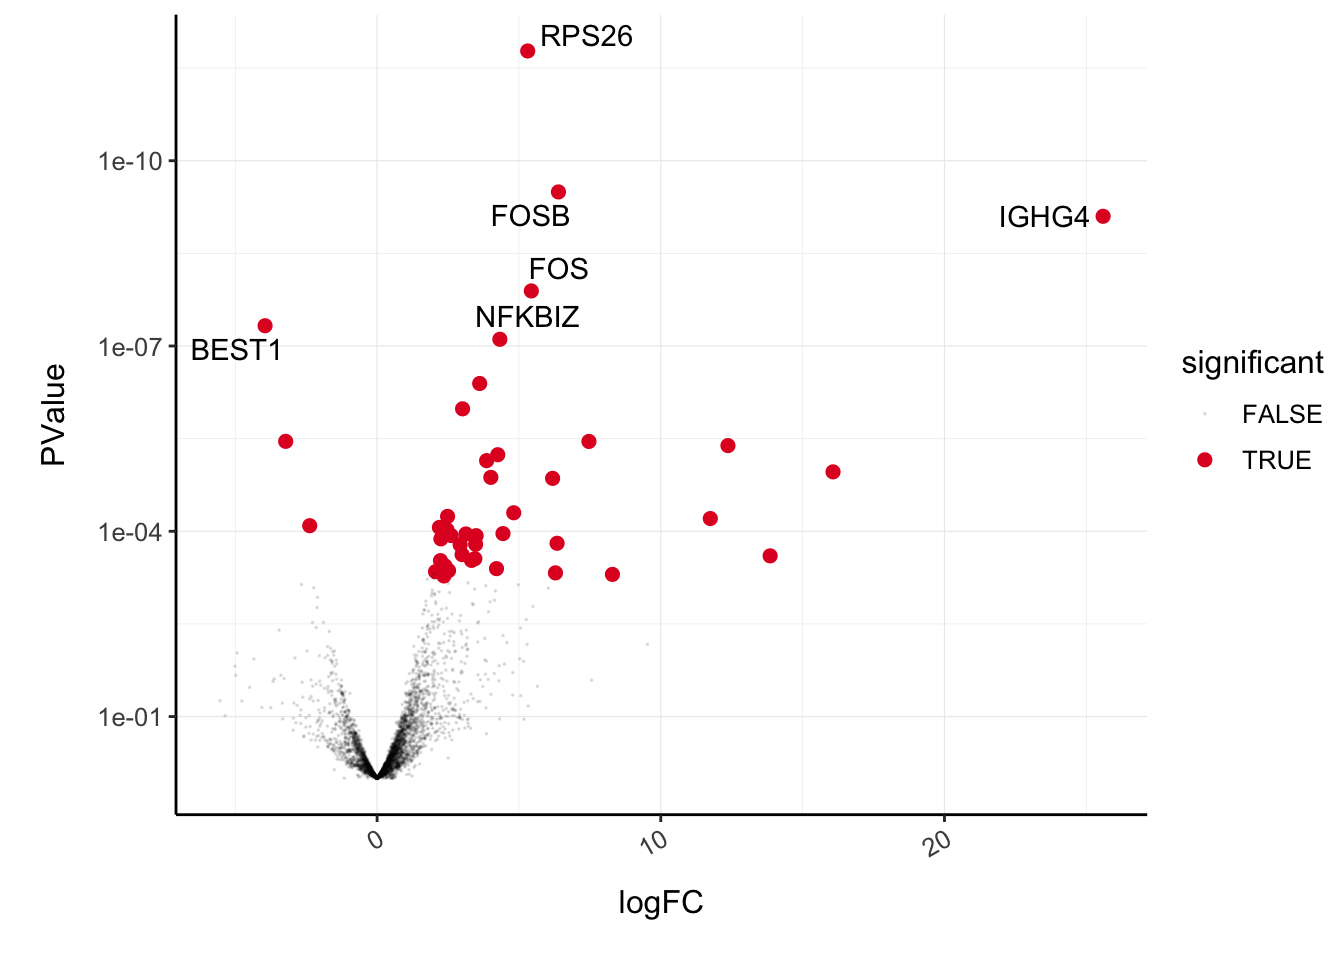 RPS26
1e-10
FOSB
IGHG4
FOS
NFKBIZ
BEST1
1e-07
PValue
significant
FALSE
TRUE
1e-04
1e-01
0
10
20
logFC